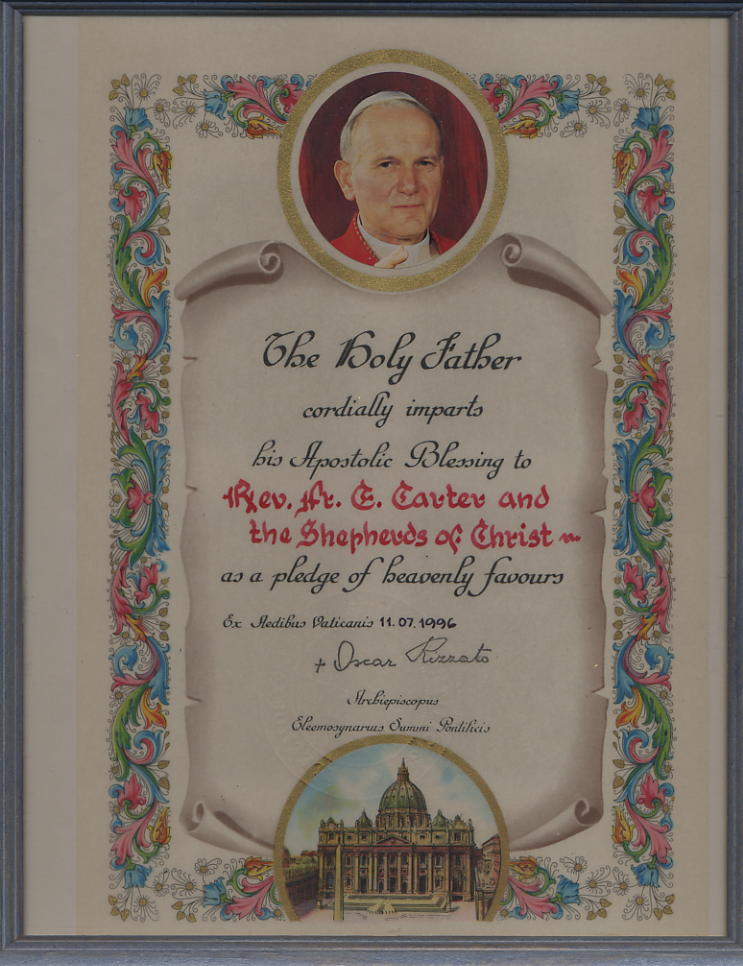 The Holy Father
cordially imparts
his Apostolic Blessing to
Rev. Fr. E. Carter and
the Shepherds of Christ
as a pledge of heavenly favours
Ex Aedibus Vaticanis 11.07.1996
+ Oscar Rizzato
Archiepiscopus
Eleemosynarius Summi Pontificis